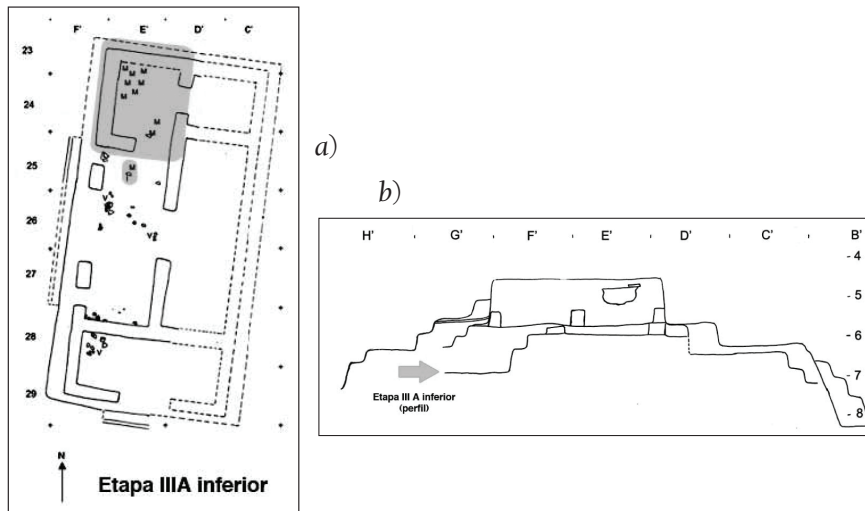 F' E' D' C'
23
M M M
M M
M M
24
M
M
25
M
V
26
V
27
28
V
29
N
Etapa IIIA inferior
a)
b)
H' G' F' E' D' C' B'
- 4
- 5
- 6
- 7
- 8
Etapa III A inferior
(perfil)